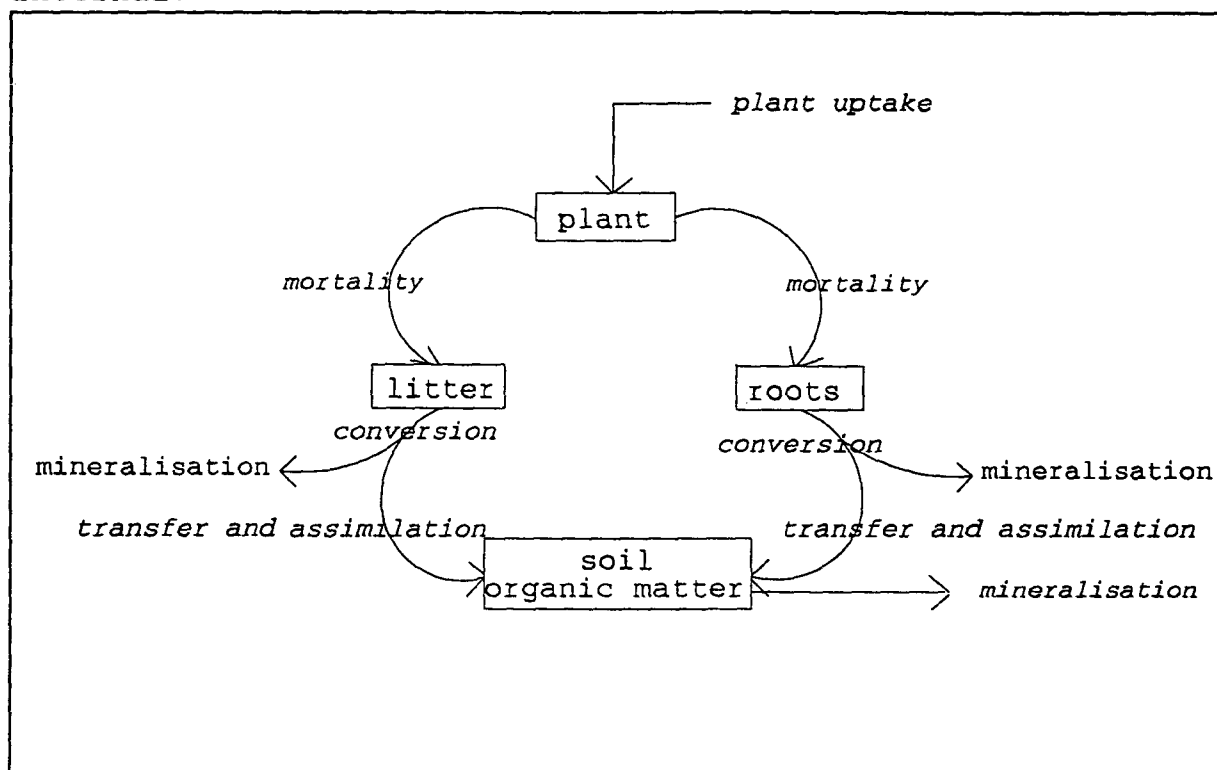 plant uptake
plant
mortality
mortality
litter
roots
conversion
conversion
mineralisation
mineralisation
transfer and assimilation
transfer and assimilation
soil
organic matter
mineralisation